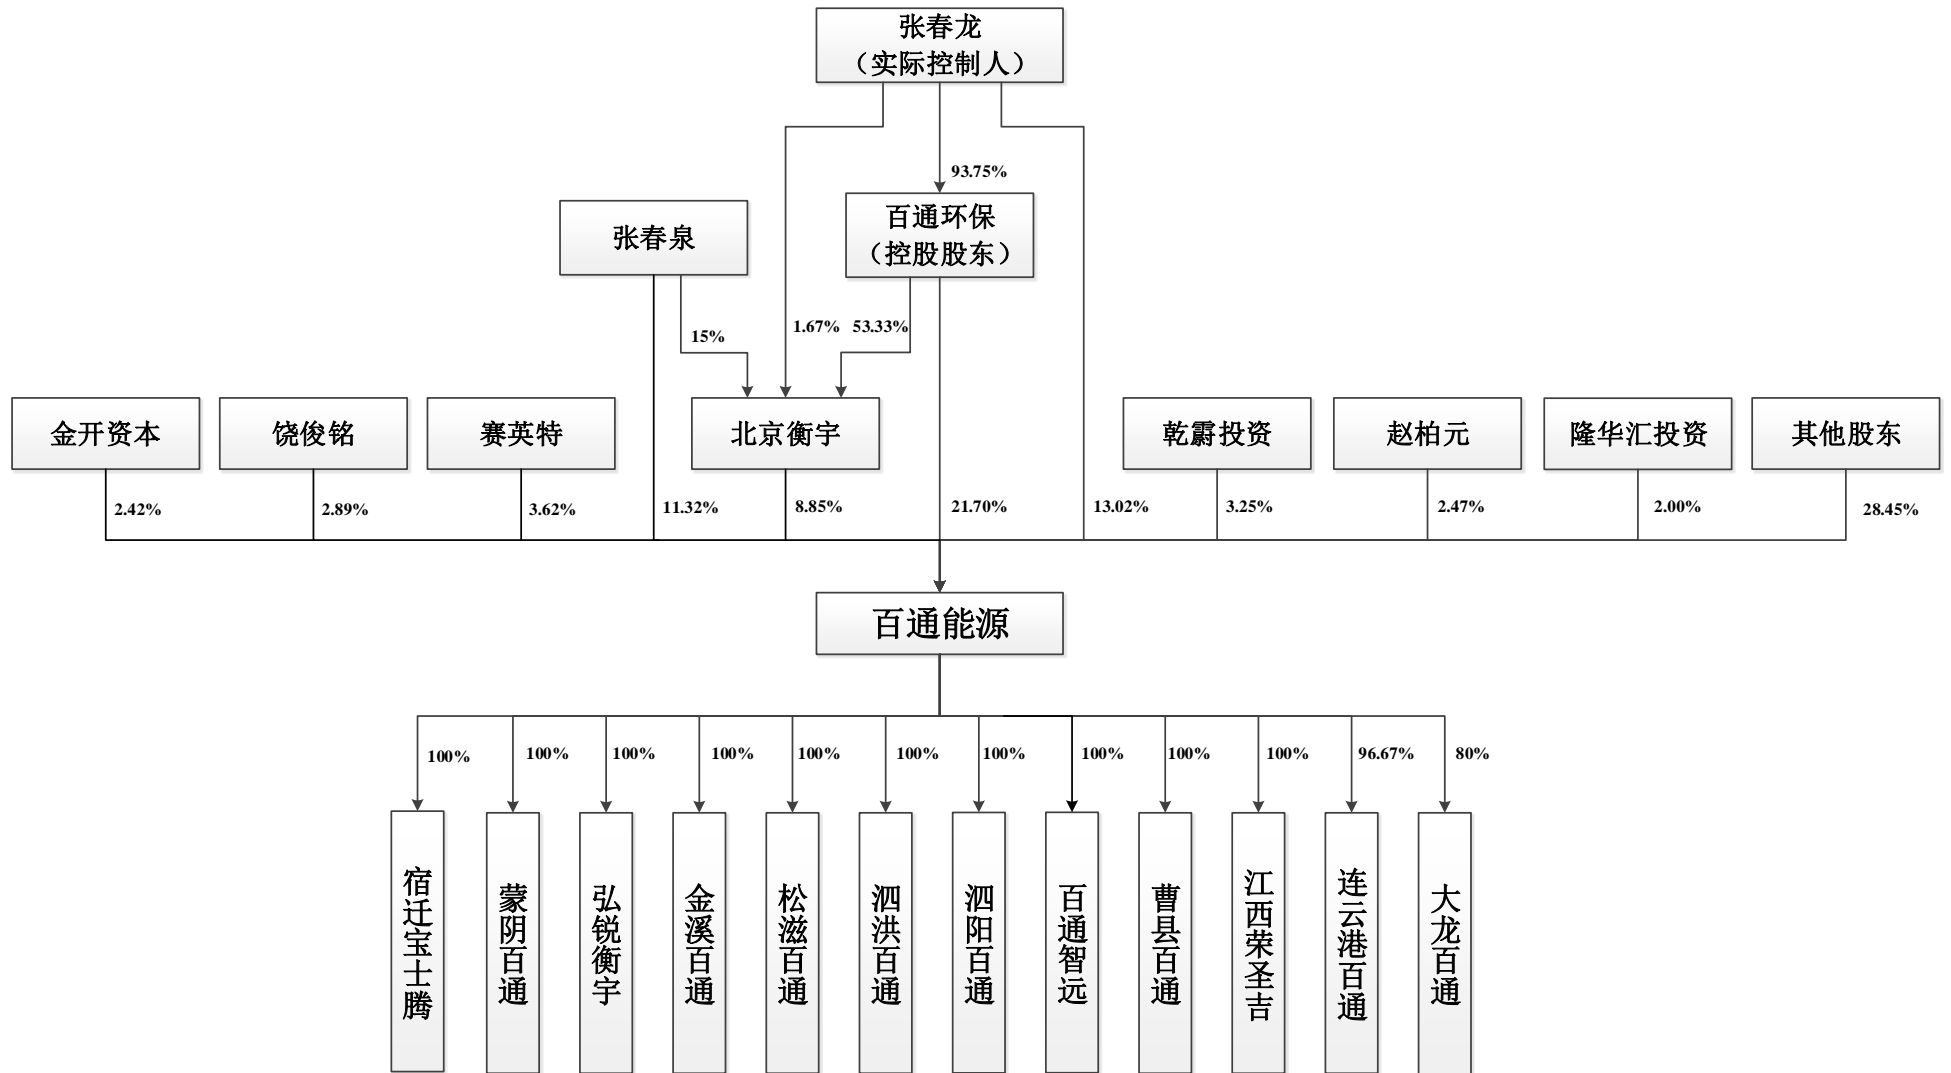 张春龙
（实际控制人）
93.75%
张春泉
百通环保
（控股股东）
15%
1.67%
53.33%
金开资本
饶俊铭
赛英特
北京衡宇
乾霨投资
赵柏元
隆华汇投资
其他股东
2.42%
2.89%
3.62%
11.32%
8.85%
21.70%
13.02%
3.25%
2.47%
2.00%
28.45%
百通能源
100%
100%
100%
100%
100%
100%
100%
100%
100%
100%
96.67%
80%
宿迁宝士腾
蒙阴百通
弘锐衡宇
金溪百通
松滋百通
泗洪百通
泗阳百通
百通智远
曹县百通
江西荣圣吉
连云港百通
大龙百通